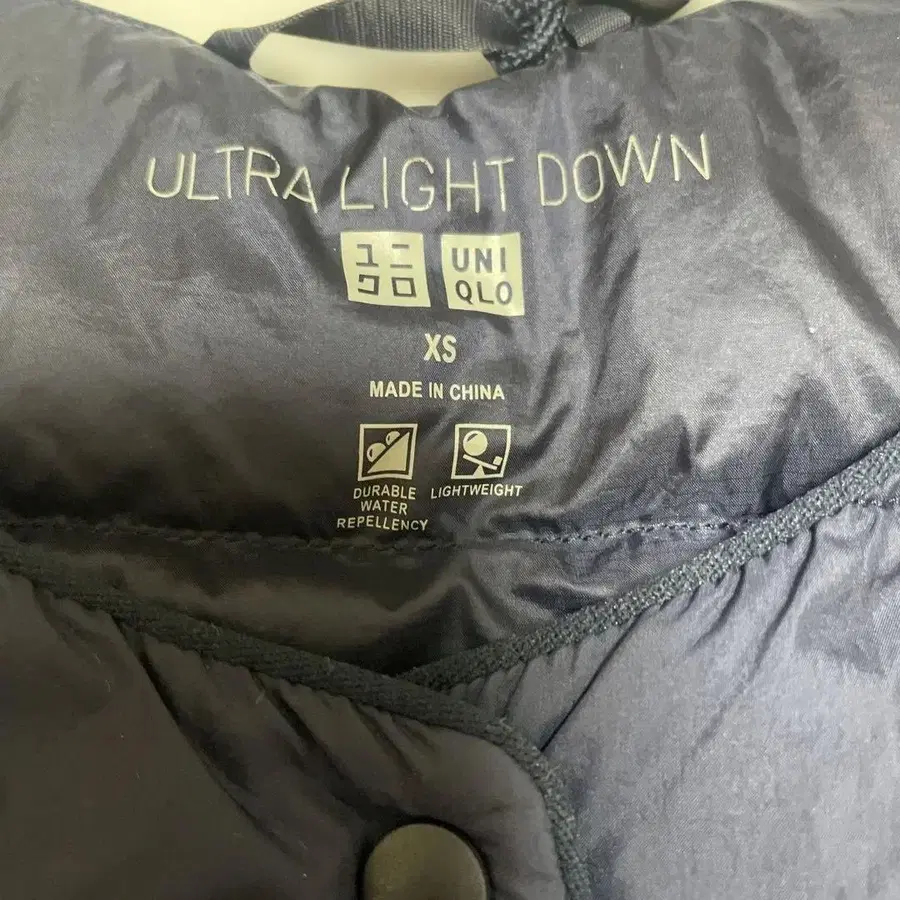 ULTRA LIGHT DOWN
ユニ UNI
クロ QLO
XS
MADE IN CHINA
DURABLE LIGHTWEIGHT
WATER
REPELLENCY